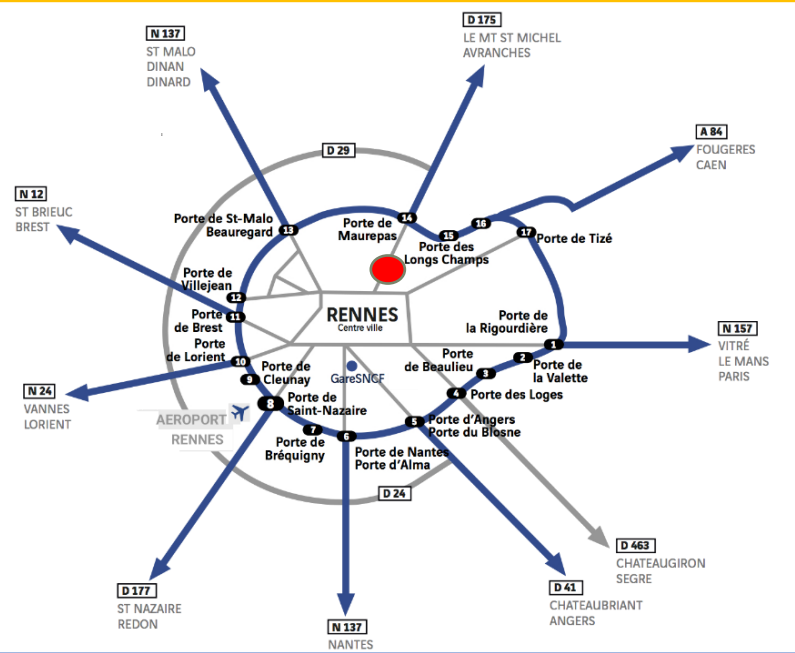 N 137
ST MALO
DINAN
DINARD
D 175
LE MT ST MICHEL
AVRANCHES
A 84
FOUGERES
CAEN
D 29
N 12
ST BRIEUC
BREST
Porte de St-Malo
Beauregard
13
Porte de
Maurepas
14
15
16
17
Porte des
Longs Champs
Porte de Tizé
Porte de
Villejean
12
Porte
de Brest
11
RENNES
Centre ville
Porte de
la Rigourdière
1
N 157
VITRÉ
LE MANS
PARIS
Porte
de Lorient
10
Porte de
Cleunay
9
GareSNCF
Porte
de Beaulieu
3
2
Porte de
la Valette
N 24
VANNES
LORIENT
Porte de
Saint-Nazaire
8
4
Porte des Loges
AEROPORT
RENNES
7
Porte de
Bréquigny
6
Porte de Nantes
Porte d'Alma
5
Porte d'Angers
Porte du Blosne
D 24
D 463
CHATEAUGIRON
SEGRE
D 177
ST NAZAIRE
REDON
D 41
CHATEAUBRIANT
ANGERS
N 137
NANTES